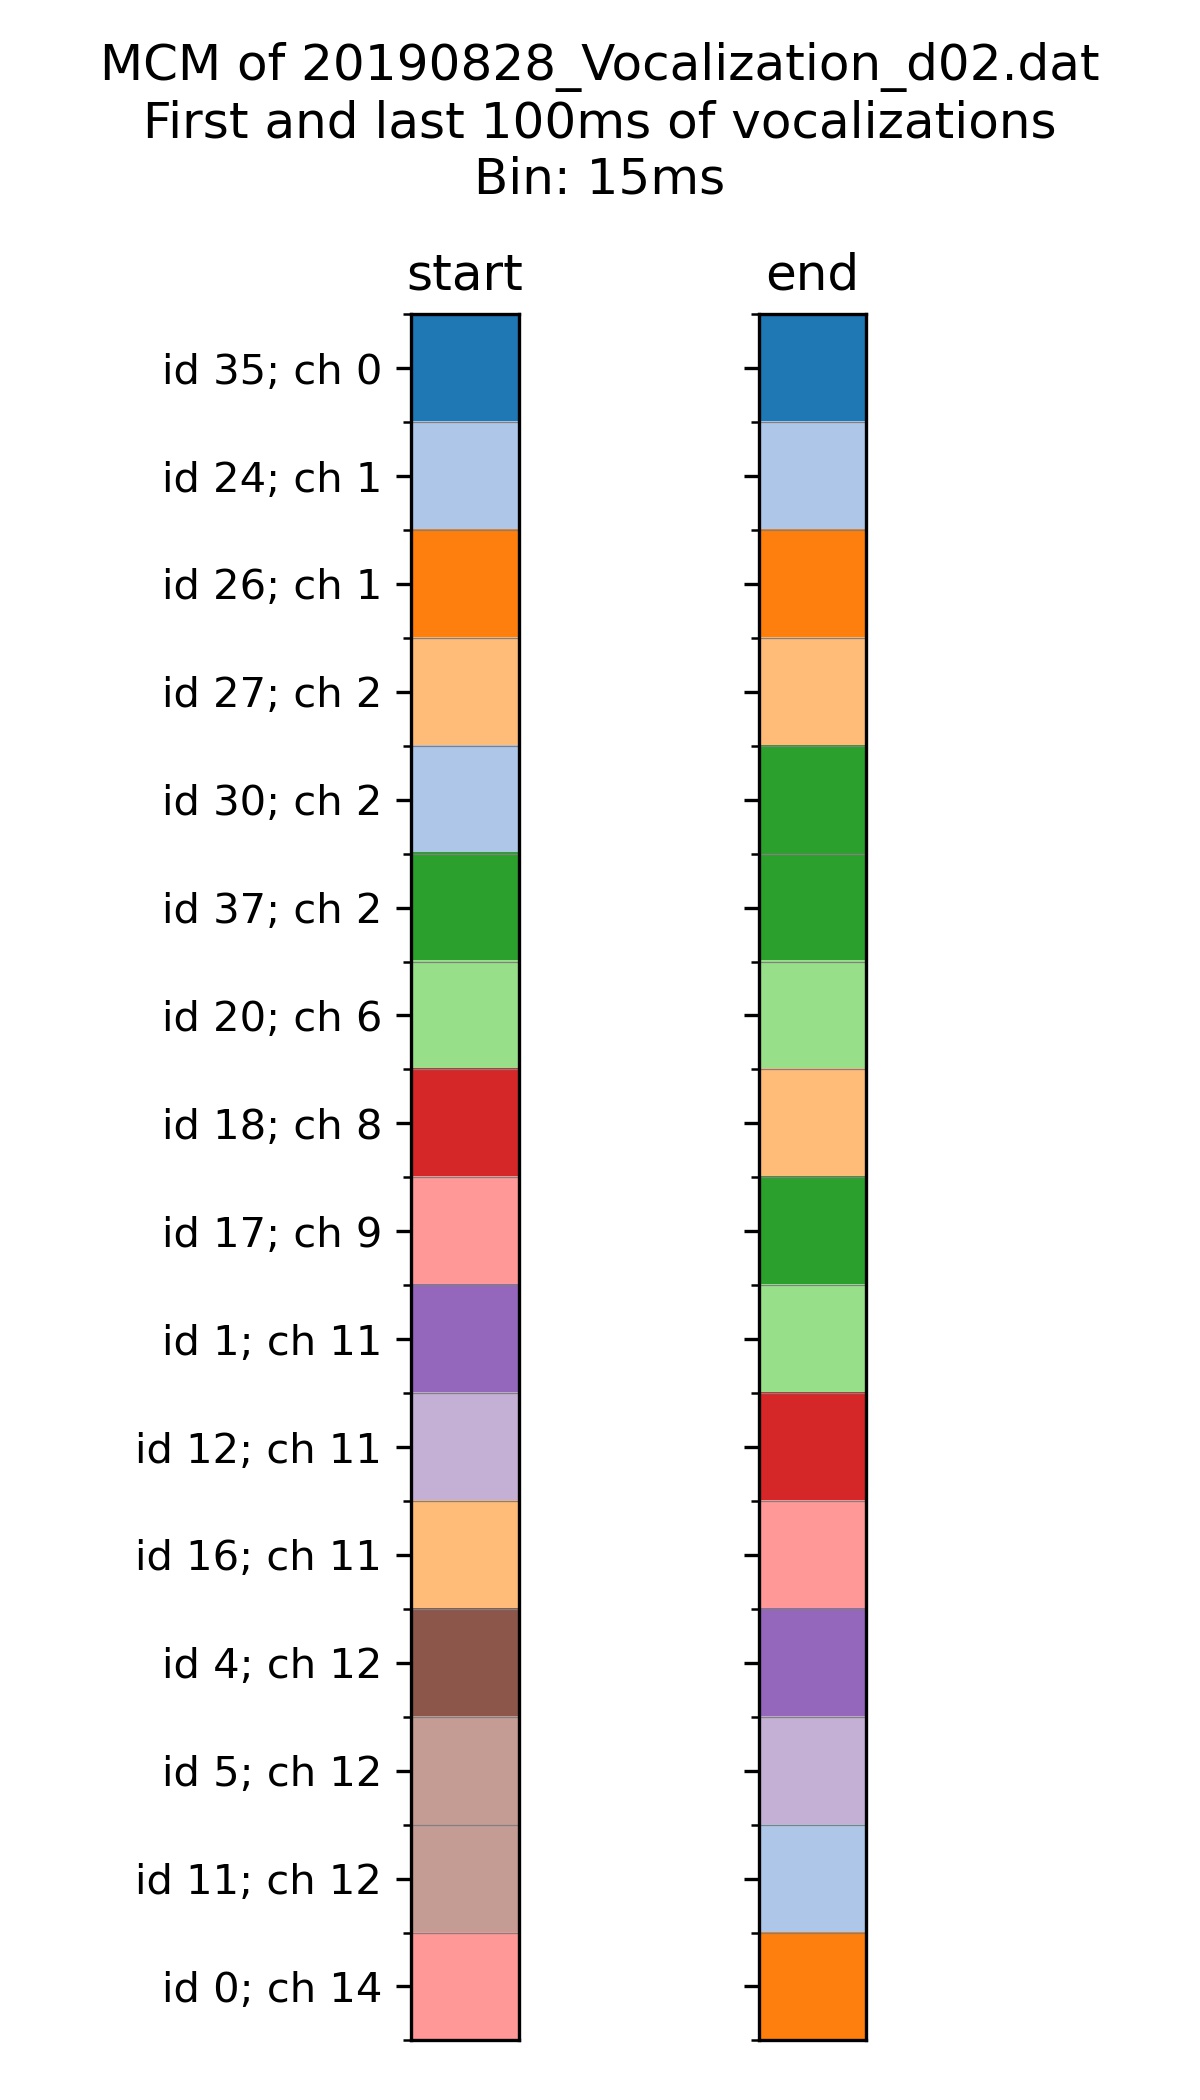 MCM of 20190828_Vocalization_d02.dat
First and last 100ms of vocalizations
Bin: 15ms
start end
id 35; ch 0
id 24; ch 1
id 26; ch 1
id 27; ch 2
id 30; ch 2
id 37; ch 2
id 20; ch 6
id 18; ch 8
id 17; ch 9
id 1; ch 11
id 12; ch 11
id 16; ch 11
id 4; ch 12
id 5; ch 12
id 11; ch 12
id 0; ch 14